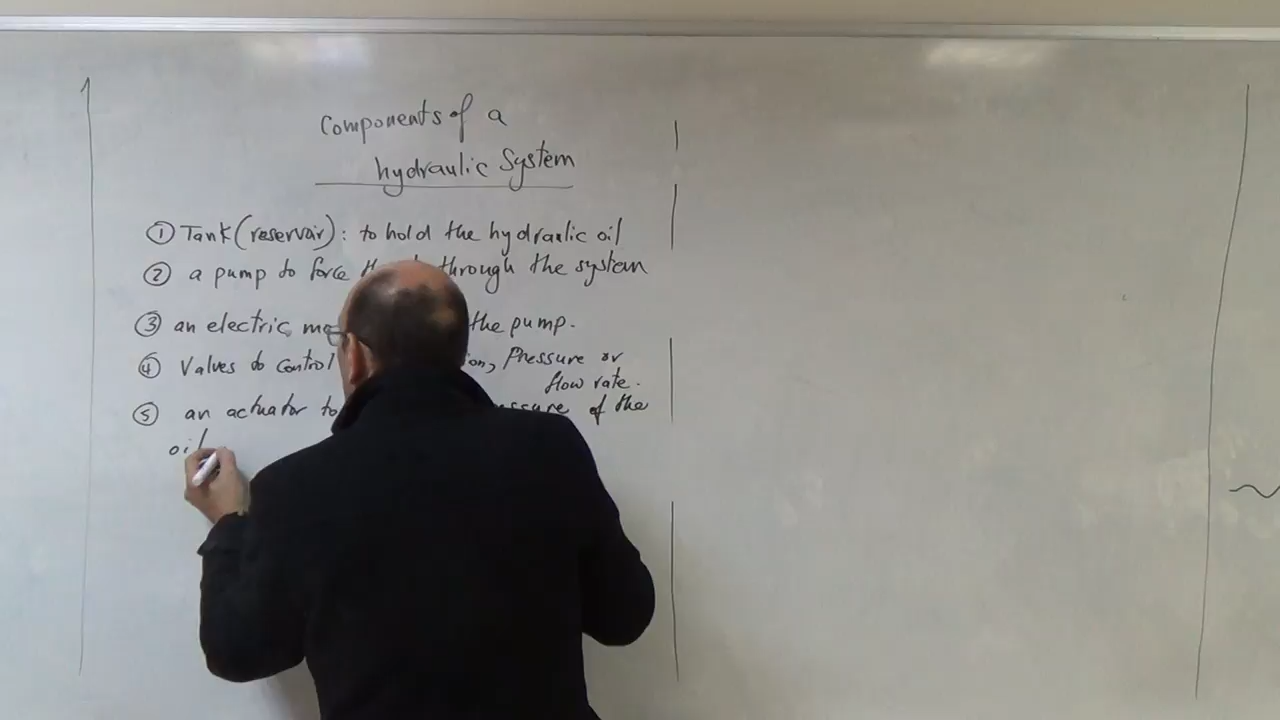 Components of a
hydraulic System
① Tank (reservoir): to hold the hydraulic oil
② a pump to force through the system
③ an electric the pump.
④ Valves to control Pressure or
flow rate.
⑤ an actuator to of the
oil